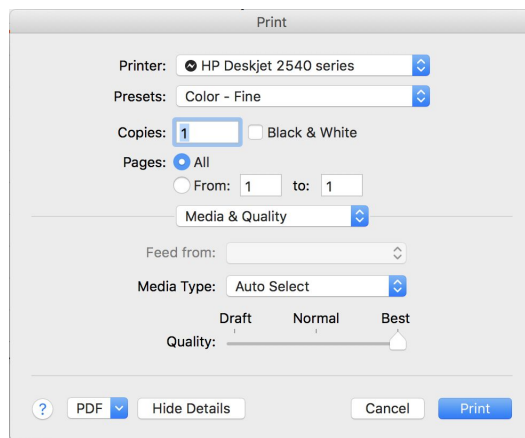 Print
Printer: HP Deskjet 2540 series
Presets: Color - Fine
Copies: 1 Black & White
Pages: All
From: 1 to: 1
Media & Quality
Feed from:
Media Type: Auto Select
Draft Normal Best
Quality:
? PDF Hide Details Cancel Print